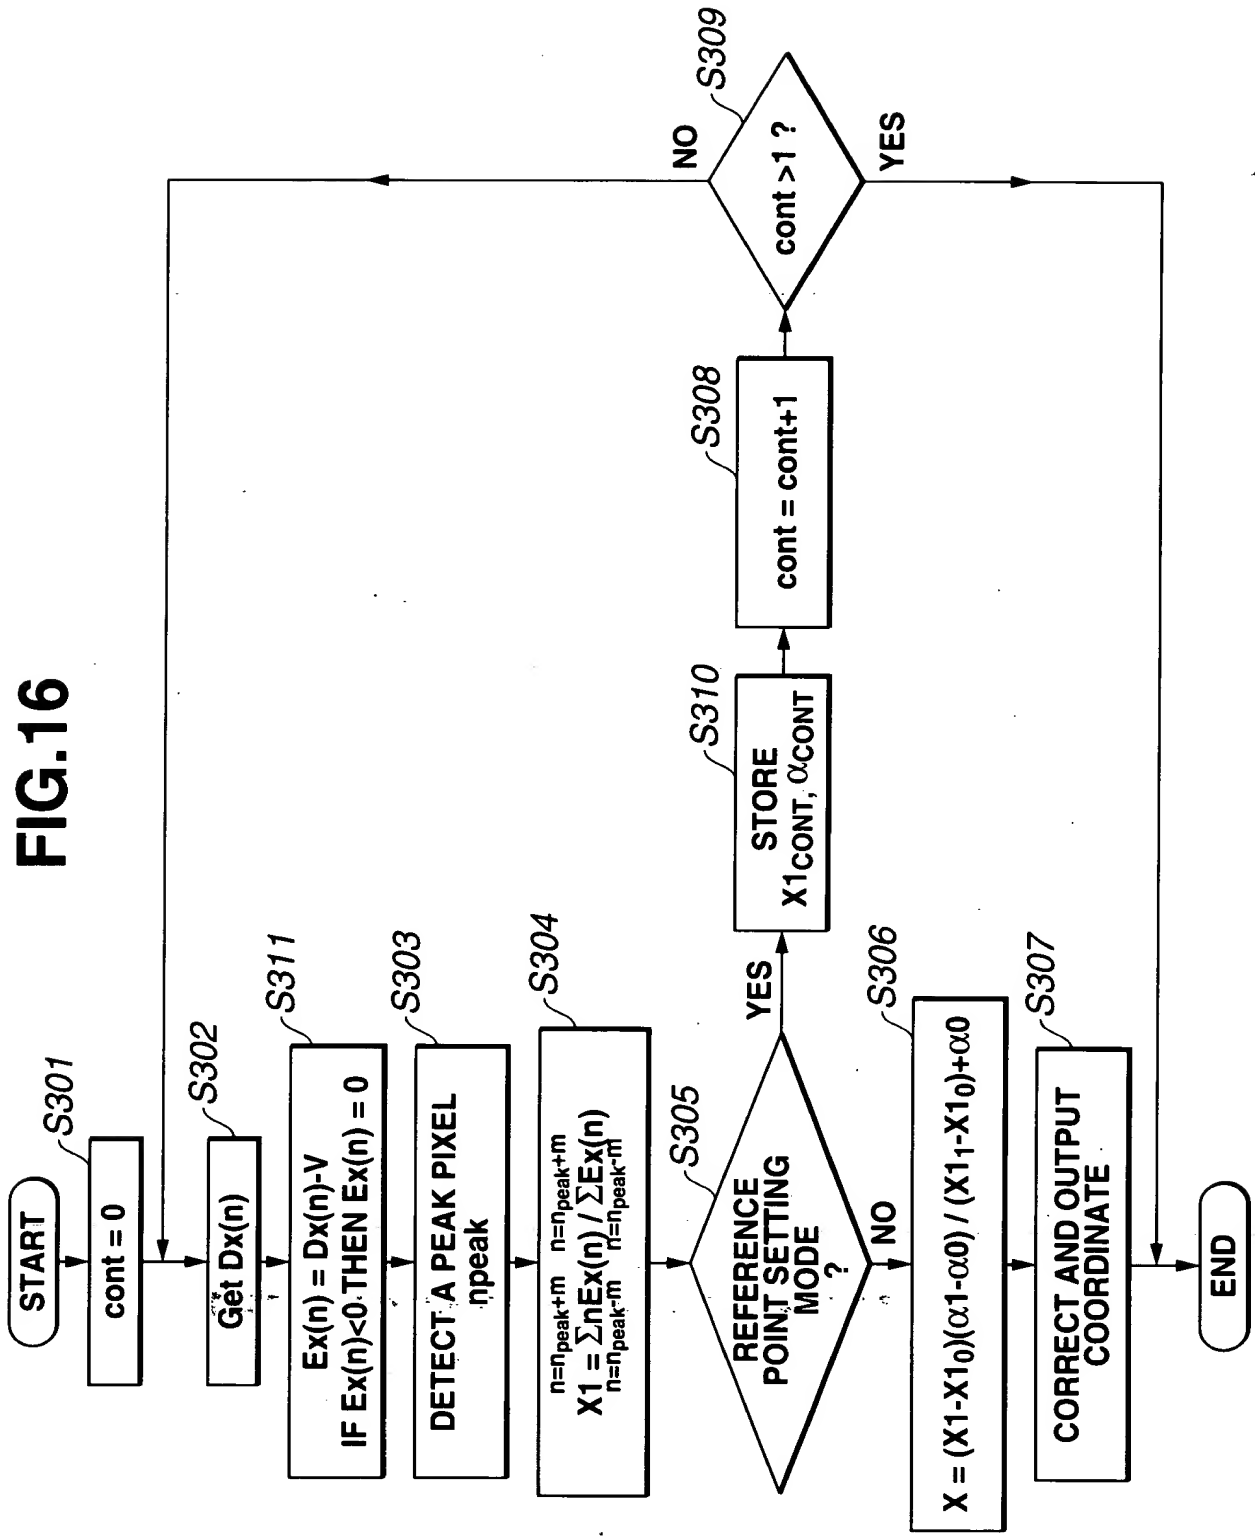 FIG.16
START
S301
cont = 0
S302
Get Dx(n)
S311
Ex(n) = Dx(n)-V
IF Ex(n)<0 THEN Ex(n) = 0
S303
DETECT A PEAK PIXEL
npeak
S304
n=npeak+m n=npeak+m
X1 = ΣnEx(n) / ΣEx(n)
n=npeak-m n=npeak-m
S305
REFERENCE
POINT SETTING
MODE
?
YES
NO
S310
STORE
X1CONT, αCONT
S308
cont = cont+1
S309
cont >1 ?
NO
YES
S306
X = (X1-X1₀)(α1-α0) / (X1₁-X1₀)+α0
S307
CORRECT AND OUTPUT
COORDINATE
END